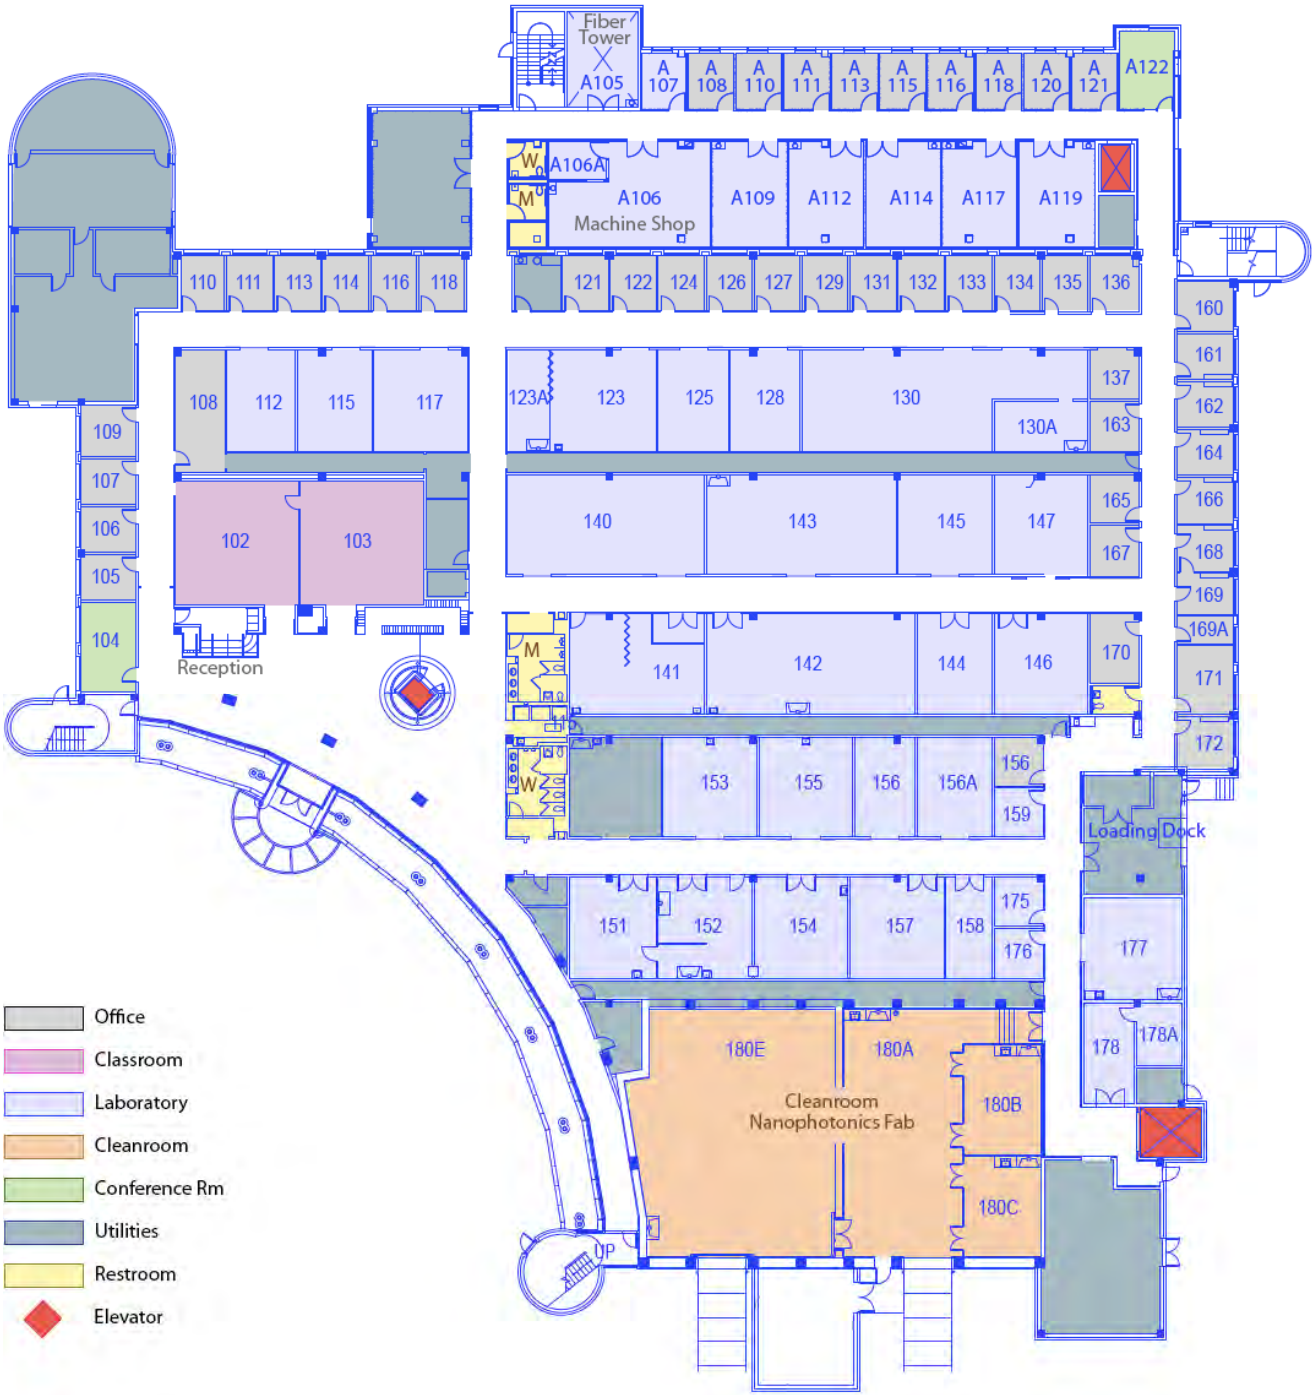 Fiber
Tower
A105
A
107
A
108
A
110
A
111
A
113
A
115
A
116
A
118
A
120
A
121
A122
W
A106A
M
A106
Machine Shop
A109
A112
A114
A117
A119
110
111
113
114
116
118
121
122
124
126
127
129
131
132
133
134
135
136
160
161
162
164
166
168
169
169A
171
172
108
112
115
117
123A
123
125
128
130
130A
137
163
109
107
106
105
104
102
103
140
143
145
147
165
167
Reception
M
141
142
144
146
170
W
153
155
156
156A
156
159
Loading Dock
151
152
154
157
158
175
176
177
178
178A
180E
180A
180B
180C
Cleanroom
Nanophotonics Fab
UP
Office
Classroom
Laboratory
Cleanroom
Conference Rm
Utilities
Restroom
Elevator